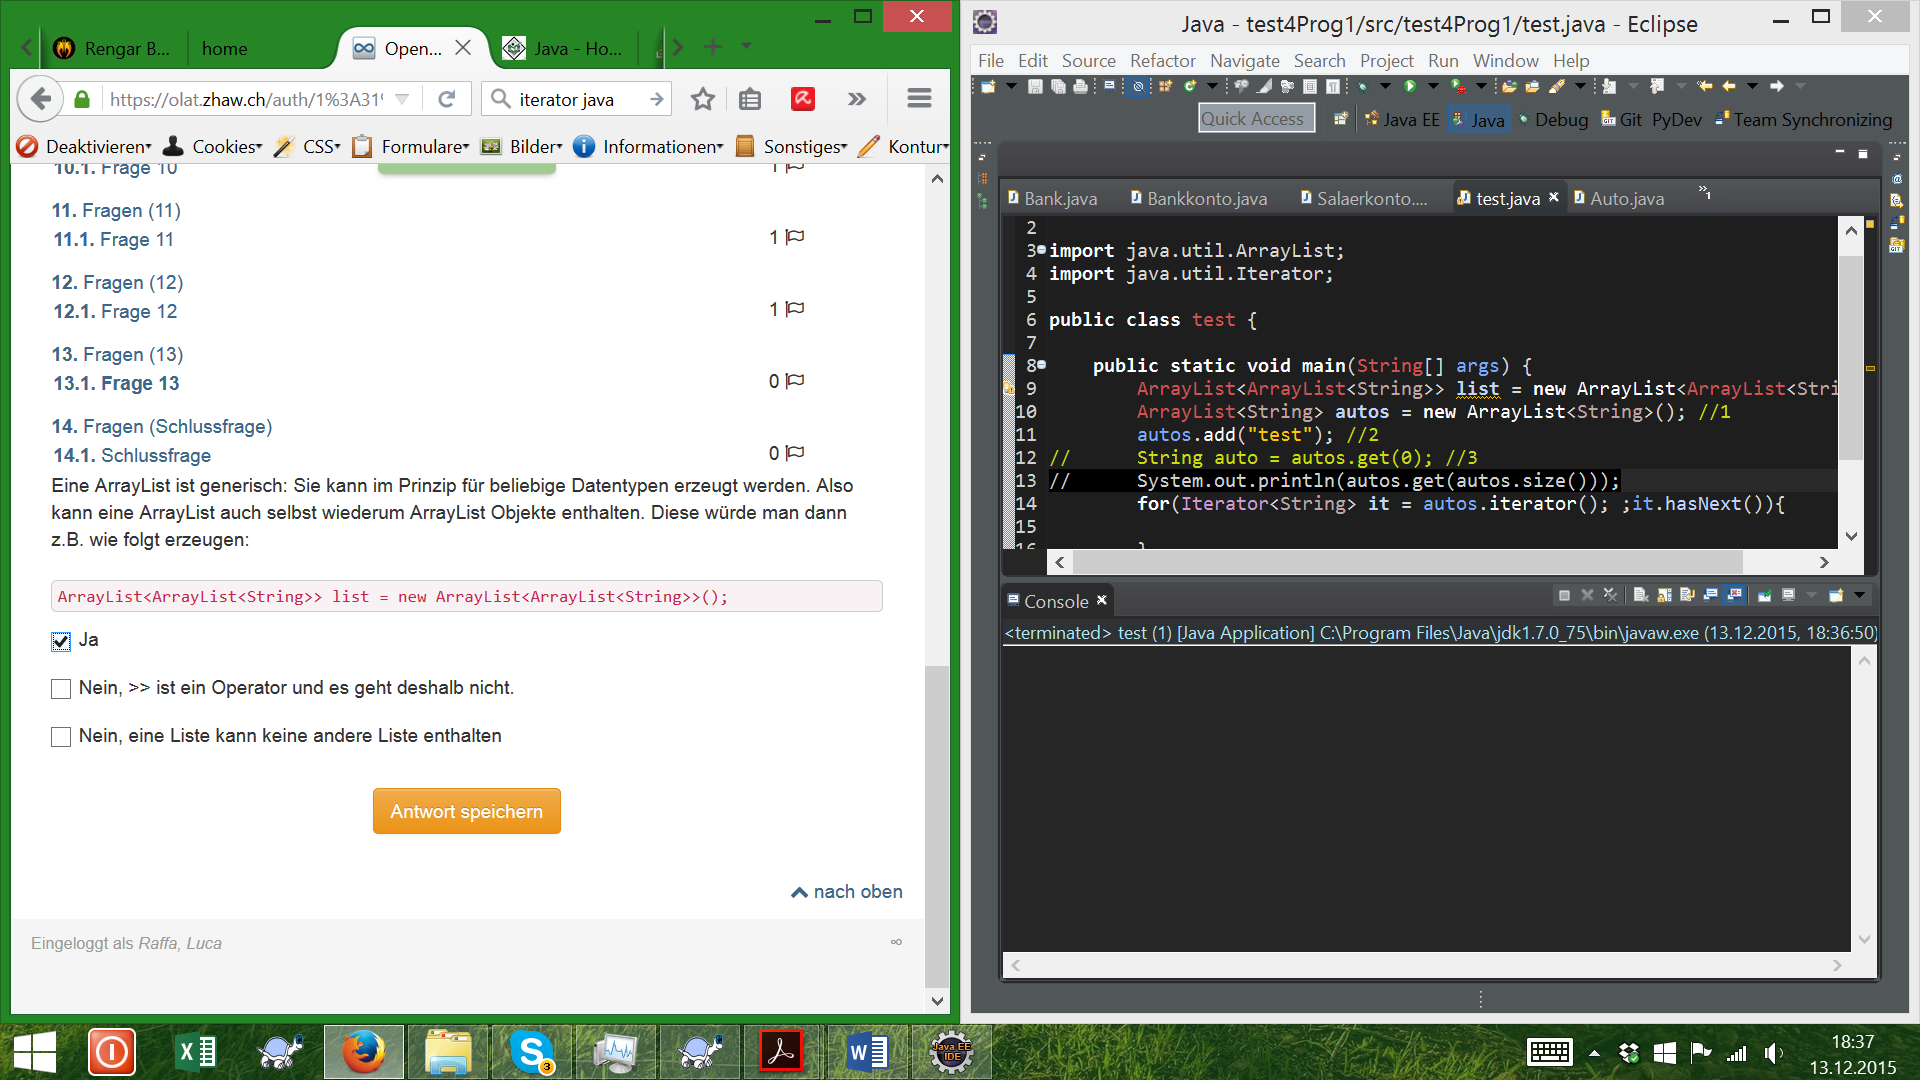 Rengar B...
home
Open...
Java - Ho...
https://olat.zhaw.ch/auth/1%3A31
iterator java
Deaktivieren
Cookies
CSS
Formulare
Bilder
Informationen
Sonstiges
Kontur
10.1. Frage 10
1
11. Fragen (11)
11.1. Frage 11
1
12. Fragen (12)
12.1. Frage 12
1
13. Fragen (13)
13.1. Frage 13
0
14. Fragen (Schlussfrage)
14.1. Schlussfrage
0
Eine ArrayList ist generisch: Sie kann im Prinzip für beliebige Datentypen erzeugt werden. Also
kann eine ArrayList auch selbst wiederum ArrayList Objekte enthalten. Diese würde man dann
z.B. wie folgt erzeugen:
ArrayList<ArrayList<String>> list = new ArrayList<ArrayList<String>>();
Ja
Nein, >> ist ein Operator und es geht deshalb nicht.
Nein, eine Liste kann keine andere Liste enthalten
Antwort speichern
nach oben
Eingeloggt als Raffa, Luca
∞
Java - test4Prog1/src/test4Prog1/test.java - Eclipse
File Edit Source Refactor Navigate Search Project Run Window Help
Quick Access
Java EE
Java
Debug
Git
PyDev
Team Synchronizing
Bank.java
Bankkonto.java
Salaerkonto....
test.java
Auto.java
»1
2
3 import java.util.ArrayList;
4 import java.util.Iterator;
5
6 public class test {
7
8 public static void main(String[] args) {
9 ArrayList<ArrayList<String>> list = new ArrayList<ArrayList<Stri
10 ArrayList<String> autos = new ArrayList<String>(); //1
11 autos.add("test"); //2
12 // String auto = autos.get(0); //3
13 // System.out.println(autos.get(autos.size()));
14 for(Iterator<String> it = autos.iterator(); ;it.hasNext()){
15
16 }
Console
<terminated> test (1) [Java Application] C:\Program Files\Java\jdk1.7.0_75\bin\javaw.exe (13.12.2015, 18:36:50)
3
Java EE
IDE
18:37
13.12.2015